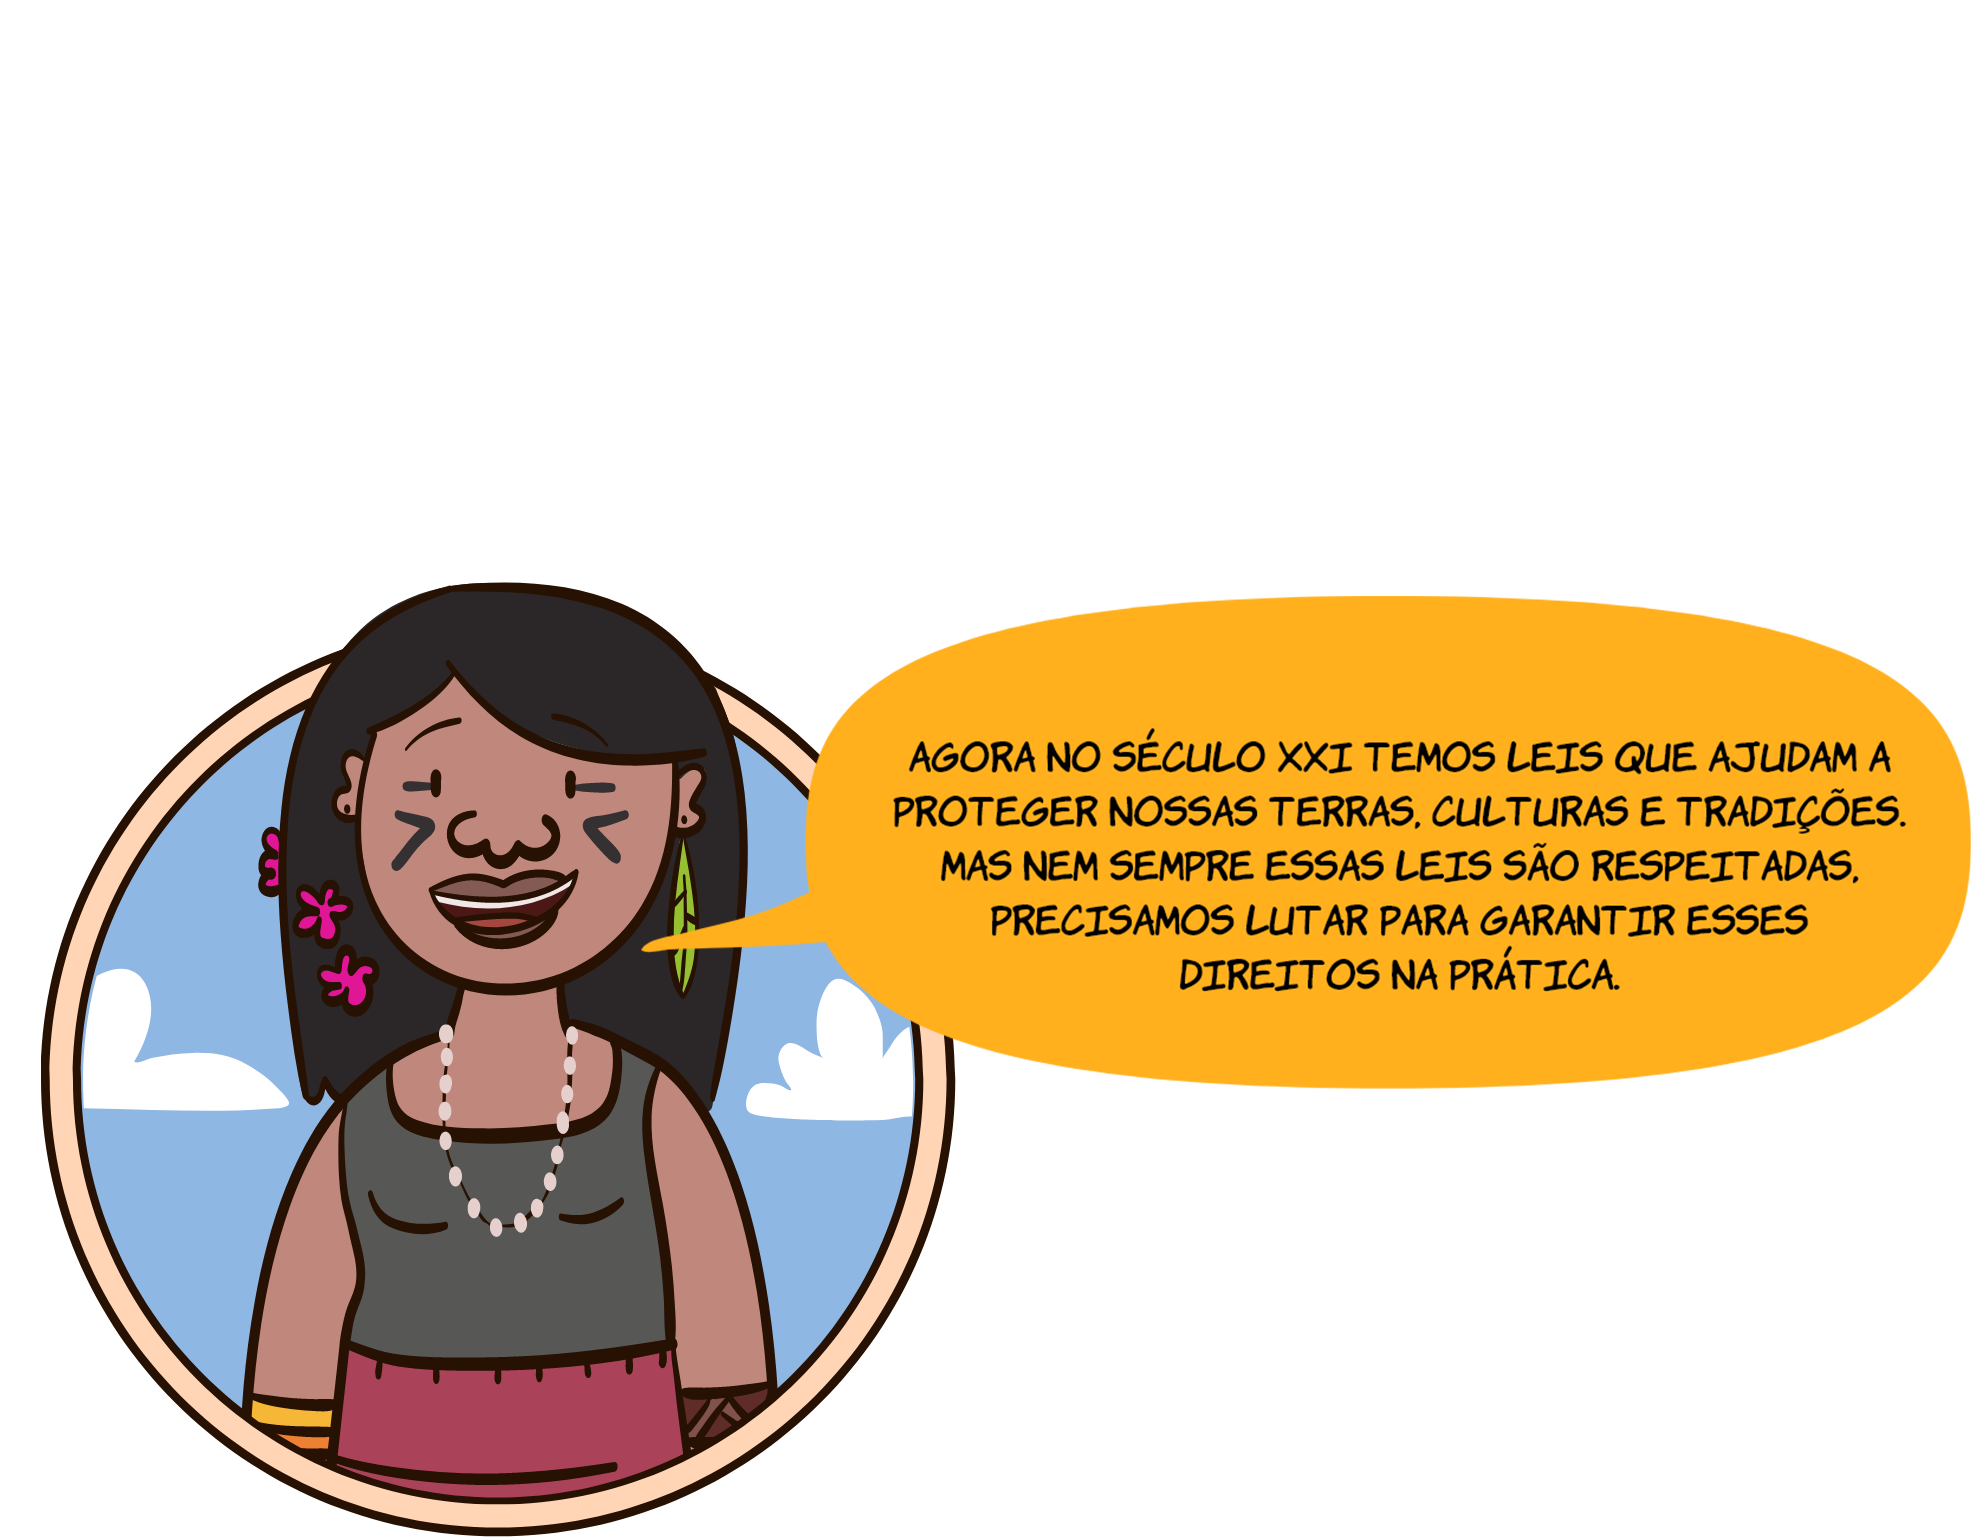 AGORA NO SÉCULO XXI TEMOS LEIS QUE AJUDAM A
PROTEGER NOSSAS TERRAS, CULTURAS E TRADIÇÕES.
MAS NEM SEMPRE ESSAS LEIS SÃO RESPEITADAS,
PRECISAMOS LUTAR PARA GARANTIR ESSES
DIREITOS NA PRÁTICA.